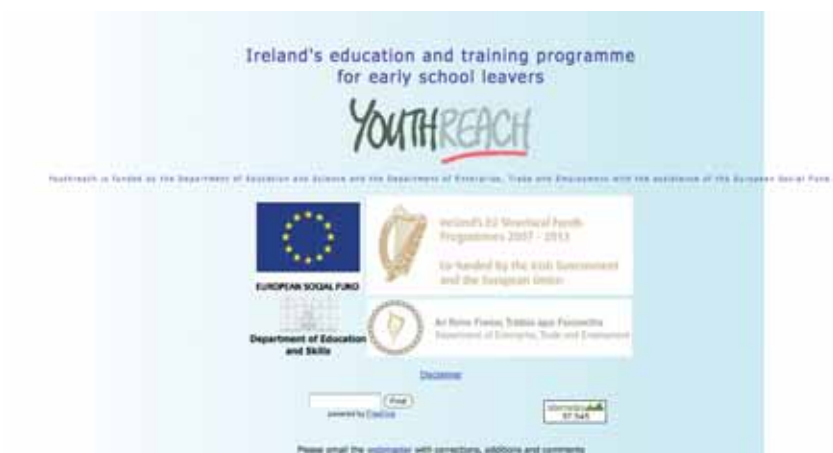 Ireland's education and training programme
for early school leavers
YOUTHREACH
Youthreach is funded by the Department of Education and Science and the Department of Enterprise, Trade and Employment with the assistance of the European Social Fund
EUROPEAN SOCIAL FUND
Ireland's EU Structural Funds
Programmes 2007 - 2013
Co-funded by the Irish Government
and the European Union
Department of Education
and Skills
An Roinn Fiontar, Trádála agus Fostaíochta
Department of Enterprise, Trade and Employment
Disclaimer
Find
powered by
97 545
Please email the webmaster with corrections, additions and comments